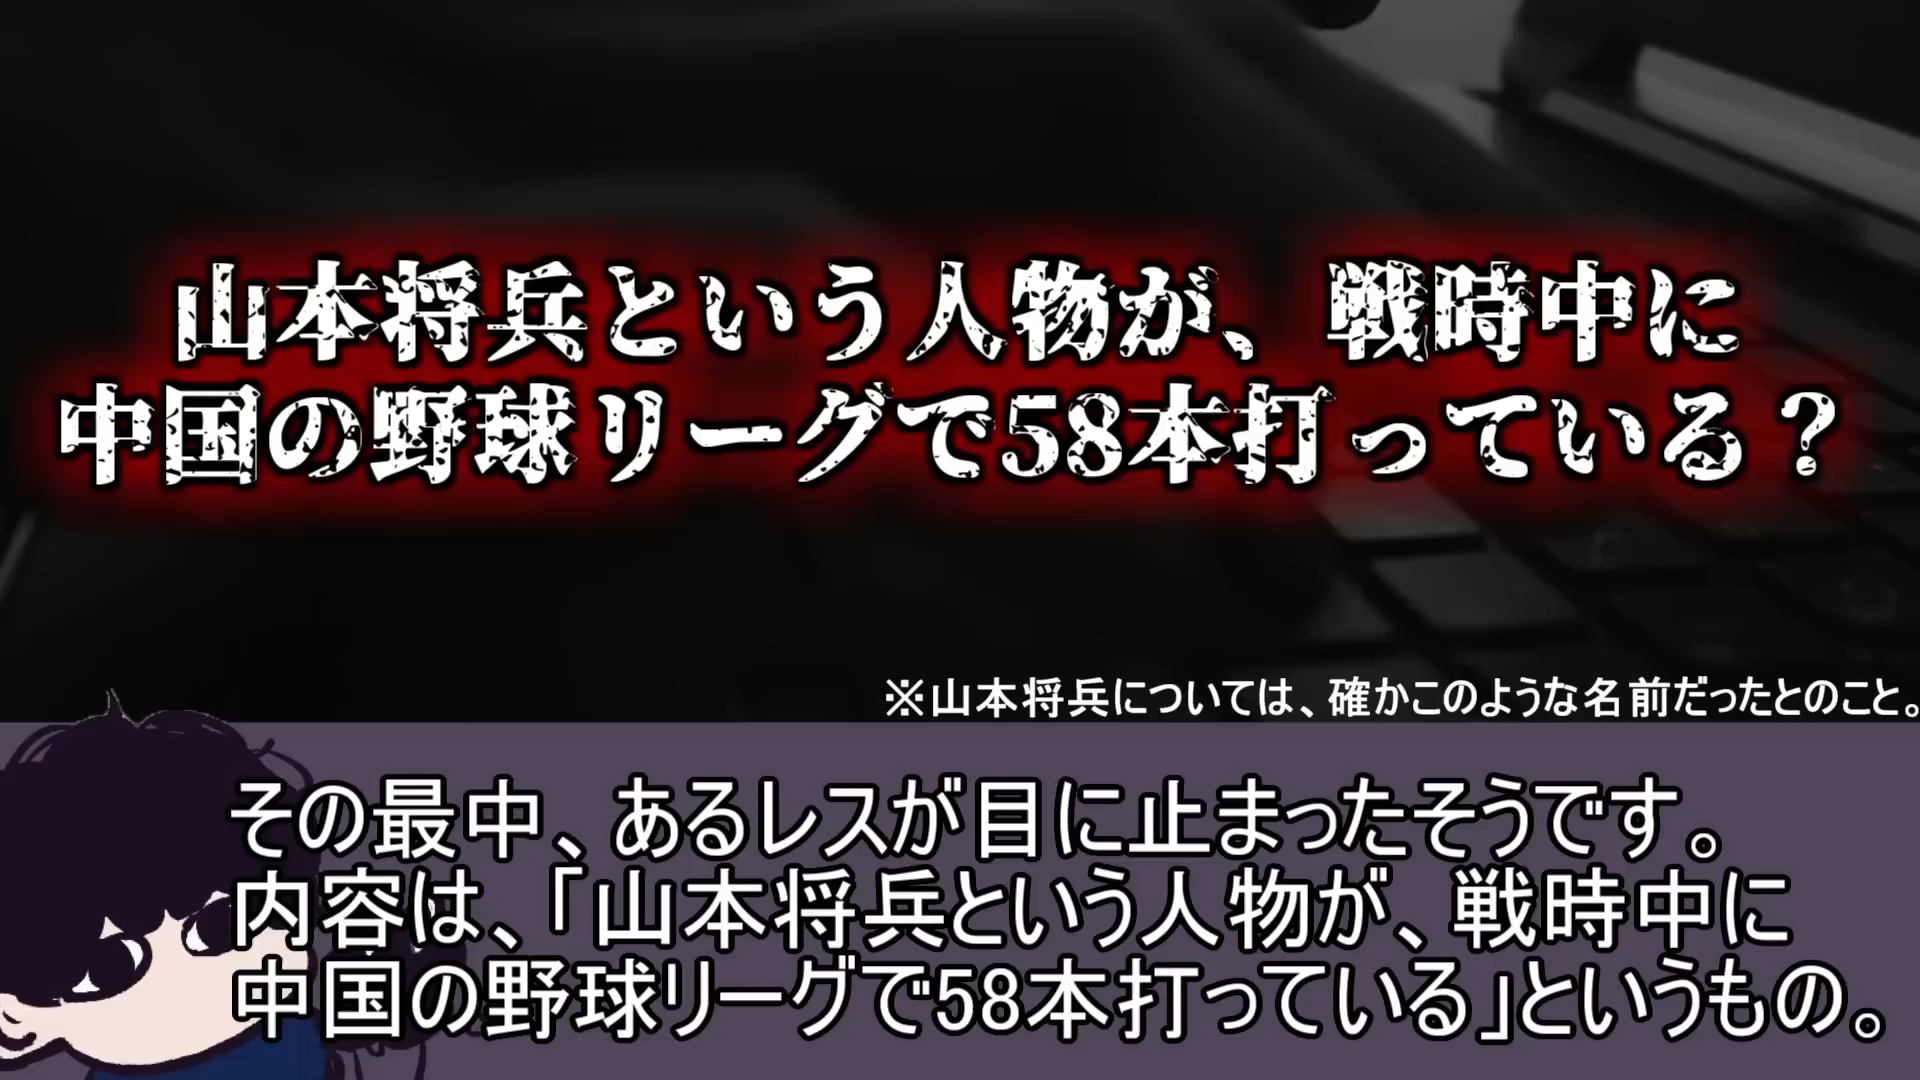 山本将兵という人物が、戦時中に
中国の野球リーグで58本打っている？
※山本将兵については、確かこのような名前だったとのこと。
その最中、あるレスが目に止まったそうです。
内容は、「山本将兵という人物が、戦時中に
中国の野球リーグで58本打っている」というもの。